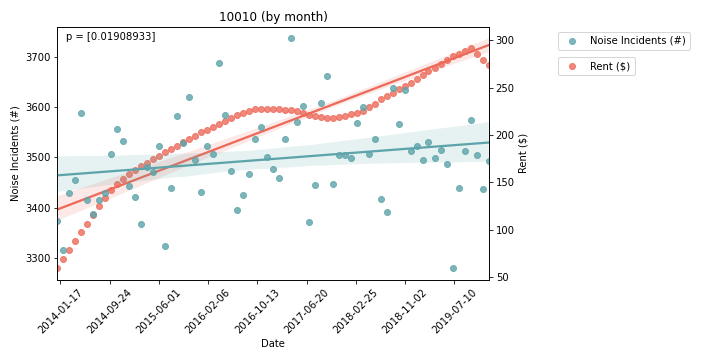 10010 (by month)
p = [0.01908933]
Noise Incidents (#)
Rent ($)
3700
3600
3500
3400
3300
Noise Incidents (#)
300
250
200
150
100
50
Rent ($)
2014-01-17
2014-09-24
2015-06-01
2016-02-06
2016-10-13
2017-06-20
2018-02-25
2018-11-02
2019-07-10
Date